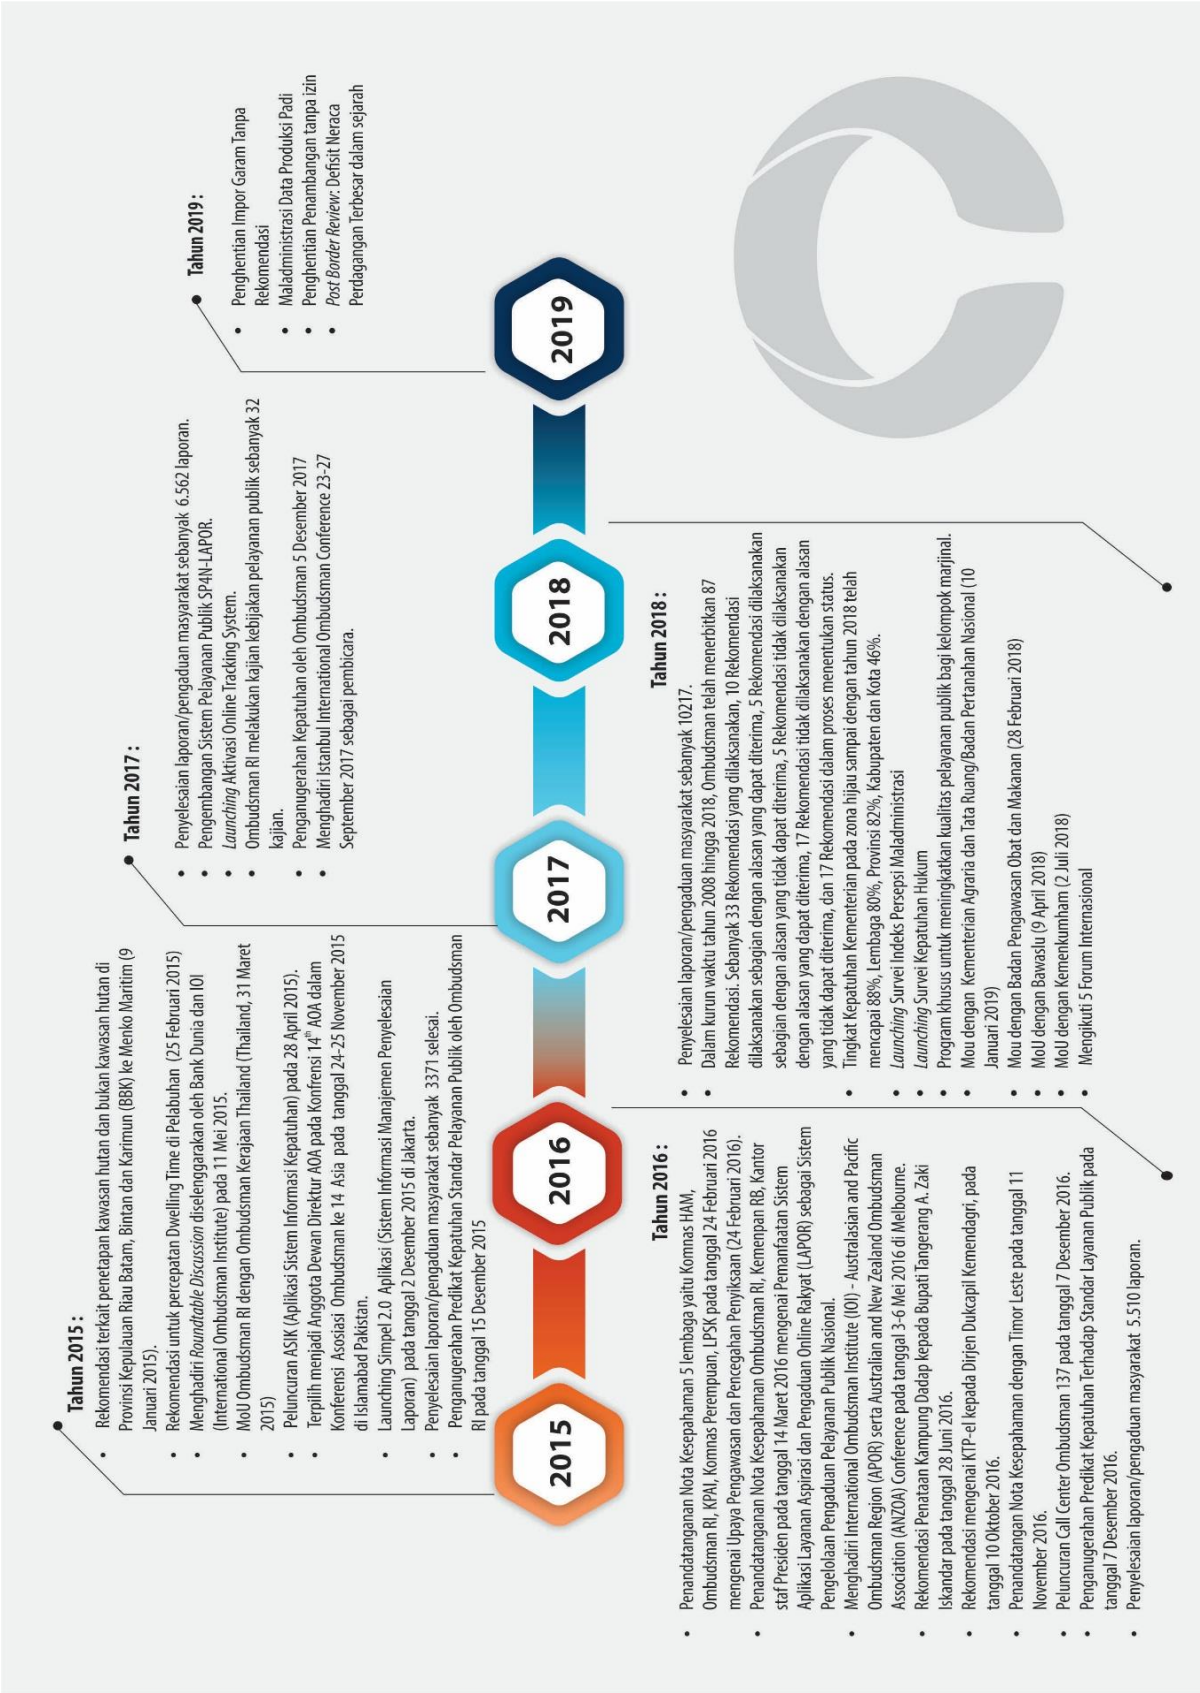 Tahun 2015 :
• Rekomendasi terkait penetapan kawasan hutan dan bukan kawasan hutan di
Provinsi Kepulauan Riau Batam, Bintan dan Karimun (BBK) ke Menko Maritim (9
Januari 2015).
• Rekomendasi untuk percepatan Dwelling Time di Pelabuhan (25 Februari 2015)
• Menghadiri Roundtable Discussion diselenggarakan oleh Bank Dunia dan IOI
(International Ombudsman Institute) pada 11 Mei 2015.
• MoU Ombudsman RI dengan Ombudsman Kerajaan Thailand (Thailand, 31 Maret
2015)
• Peluncuran ASIK (Aplikasi Sistem Informasi Kepatuhan) pada 28 April 2015).
• Terpilih menjadi Anggota Dewan Direktur AOA pada Konfrensi 14th AOA dalam
Konferensi Asosiasi Ombudsman ke 14 Asia pada tanggal 24-25 November 2015
di Islamabad Pakistan.
• Launching Simpel 2.0 Aplikasi (Sistem Informasi Manajemen Penyelesaian
Laporan) pada tanggal 2 Desember 2015 di Jakarta.
• Penyelesaian laporan/pengaduan masyarakat sebanyak 3371 selesai.
• Penganugerahan Predikat Kepatuhan Standar Pelayanan Publik oleh Ombudsman
RI pada tanggal 15 Desember 2015
Tahun 2017 :
• Penyelesaian laporan/pengaduan masyarakat sebanyak 6.562 laporan.
• Pengembangan Sistem Pelayanan Publik SP4N-LAPOR.
• Launching Aktivasi Online Tracking System.
• Ombudsman RI melakukan kajian kebijakan pelayanan publik sebanyak 32
kajian.
• Penganugerahan Kepatuhan oleh Ombudsman 5 Desember 2017
• Menghadiri Istanbul International Ombudsman Conference 23-27
September 2017 sebagai pembicara.
Tahun 2019 :
• Penghentian Impor Garam Tanpa
Rekomendasi
• Maladministrasi Data Produksi Padi
• Penghentian Penambangan tanpa izin
• Post Border Review: Defisit Neraca
Perdagangan Terbesar dalam sejarah
2015
2016
2017
2018
2019
Tahun 2016 :
• Penandatanganan Nota Kesepahaman 5 lembaga yaitu Komnas HAM,
Ombudsman RI, KPAI, Komnas Perempuan, LPSK pada tanggal 24 Februari 2016
mengenai Upaya Pengawasan dan Pencegahan Penyiksaan (24 Februari 2016).
• Penandatanganan Nota Kesepahaman Ombudsman RI, Kemenpan RB, Kantor
staf Presiden pada tanggal 14 Maret 2016 mengenai Pemanfaatan Sistem
Aplikasi Layanan Aspirasi dan Pengaduan Online Rakyat (LAPOR) sebagai Sistem
Pengelolaan Pengaduan Pelayanan Publik Nasional.
• Menghadiri International Ombudsman Institute (IOI) - Australasian and Pacific
Ombudsman Region (APOR) serta Australian and New Zealand Ombudsman
Association (ANZOA) Conference pada tanggal 3-6 Mei 2016 di Melbourne.
• Rekomendasi Penataan Kampung Dadap kepada Bupati Tangerang A. Zaki
Iskandar pada tanggal 28 Juni 2016.
• Rekomendasi mengenai KTP-el kepada Dirjen Dukcapil Kemendagri, pada
tanggal 10 Oktober 2016.
• Penandatangan Nota Kesepahaman dengan Timor Leste pada tanggal 11
November 2016.
• Peluncuran Call Center Ombudsman 137 pada tanggal 7 Desember 2016.
• Penganugerahan Predikat Kepatuhan Terhadap Standar Layanan Publik pada
tanggal 7 Desember 2016.
• Penyelesaian laporan/pengaduan masyarakat 5.510 laporan.
Tahun 2018 :
• Penyelesaian laporan/pengaduan masyarakat sebanyak 10217.
• Dalam kurun waktu tahun 2008 hingga 2018, Ombudsman telah menerbitkan 87
Rekomendasi. Sebanyak 33 Rekomendasi yang dilaksanakan, 10 Rekomendasi
dilaksanakan sebagian dengan alasan yang dapat diterima, 5 Rekomendasi dilaksanakan
sebagian dengan alasan yang tidak dapat diterima, 5 Rekomendasi tidak dilaksanakan
dengan alasan yang dapat diterima, 17 Rekomendasi tidak dilaksanakan dengan alasan
yang tidak dapat diterima, dan 17 Rekomendasi dalam proses menentukan status.
• Tingkat Kepatuhan Kementerian pada zona hijau sampai dengan tahun 2018 telah
mencapai 88%, Lembaga 80%, Provinsi 82%, Kabupaten dan Kota 46%.
• Launching Survei Indeks Persepsi Maladministrasi
• Launching Survei Kepatuhan Hukum
• Program khusus untuk meningkatkan kualitas pelayanan publik bagi kelompok marjinal.
• Mou dengan Kementerian Agraria dan Tata Ruang/Badan Pertanahan Nasional (10
Januari 2019)
• Mou dengan Badan Pengawasan Obat dan Makanan (28 Februari 2018)
• MoU dengan Bawaslu (9 April 2018)
• MoU dengan Kemenkumham (2 Juli 2018)
• Mengikuti 5 Forum Internasional